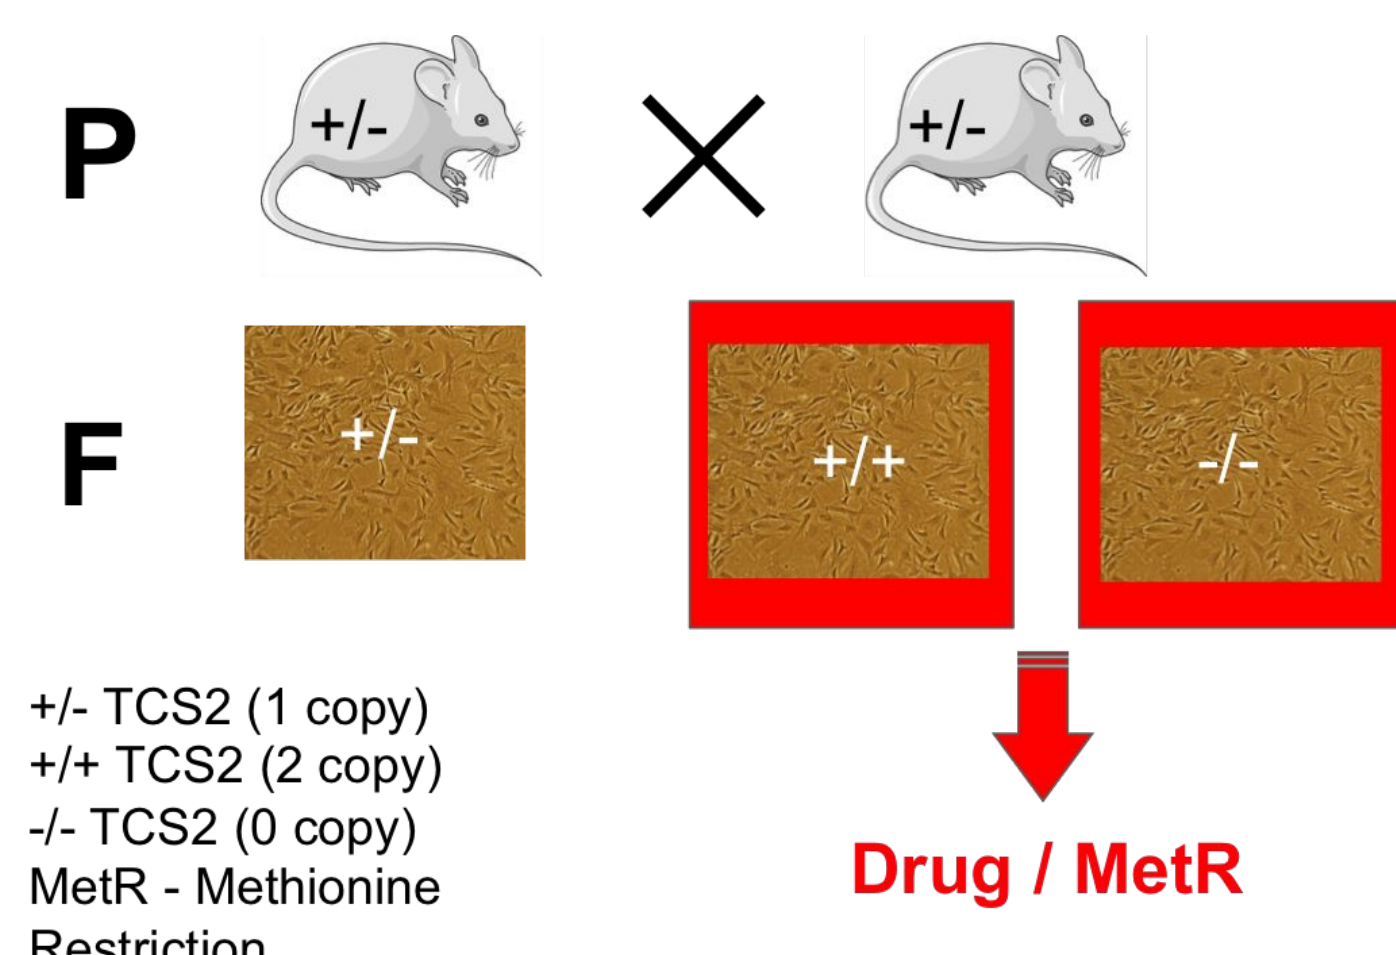 P
+/-
+/-
F
+/-
+/+
-/-
+/- TCS2 (1 copy)
+/+ TCS2 (2 copy)
-/- TCS2 (0 copy)
MetR - Methionine
Restriction
Drug / MetR